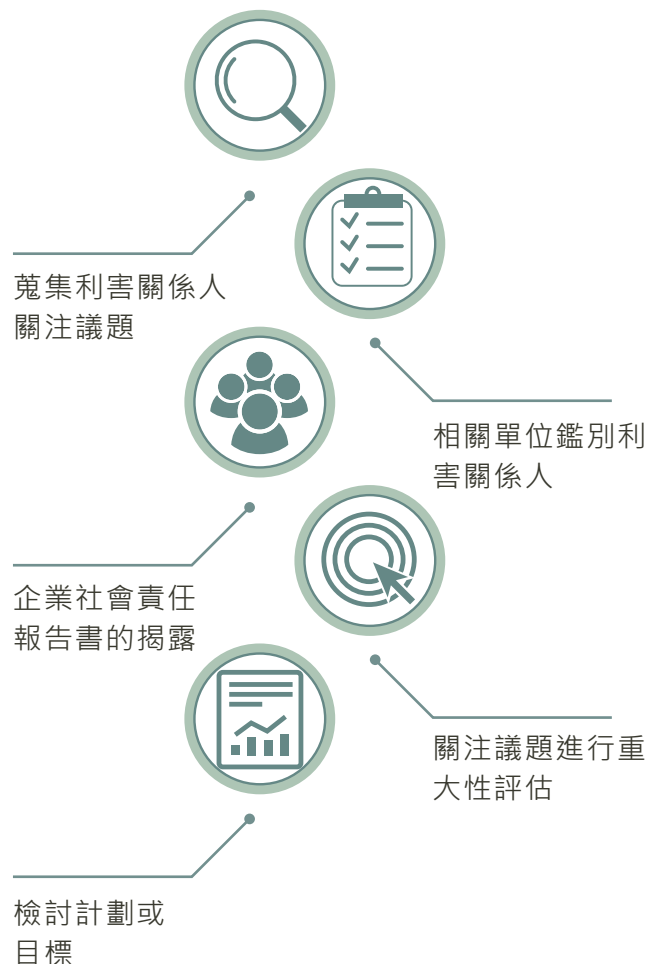 蒐集利害關係人
關注議題
相關單位鑑別利
害關係人
企業社會責任
報告書的揭露
關注議題進行重
大性評估
檢討計劃或
目標